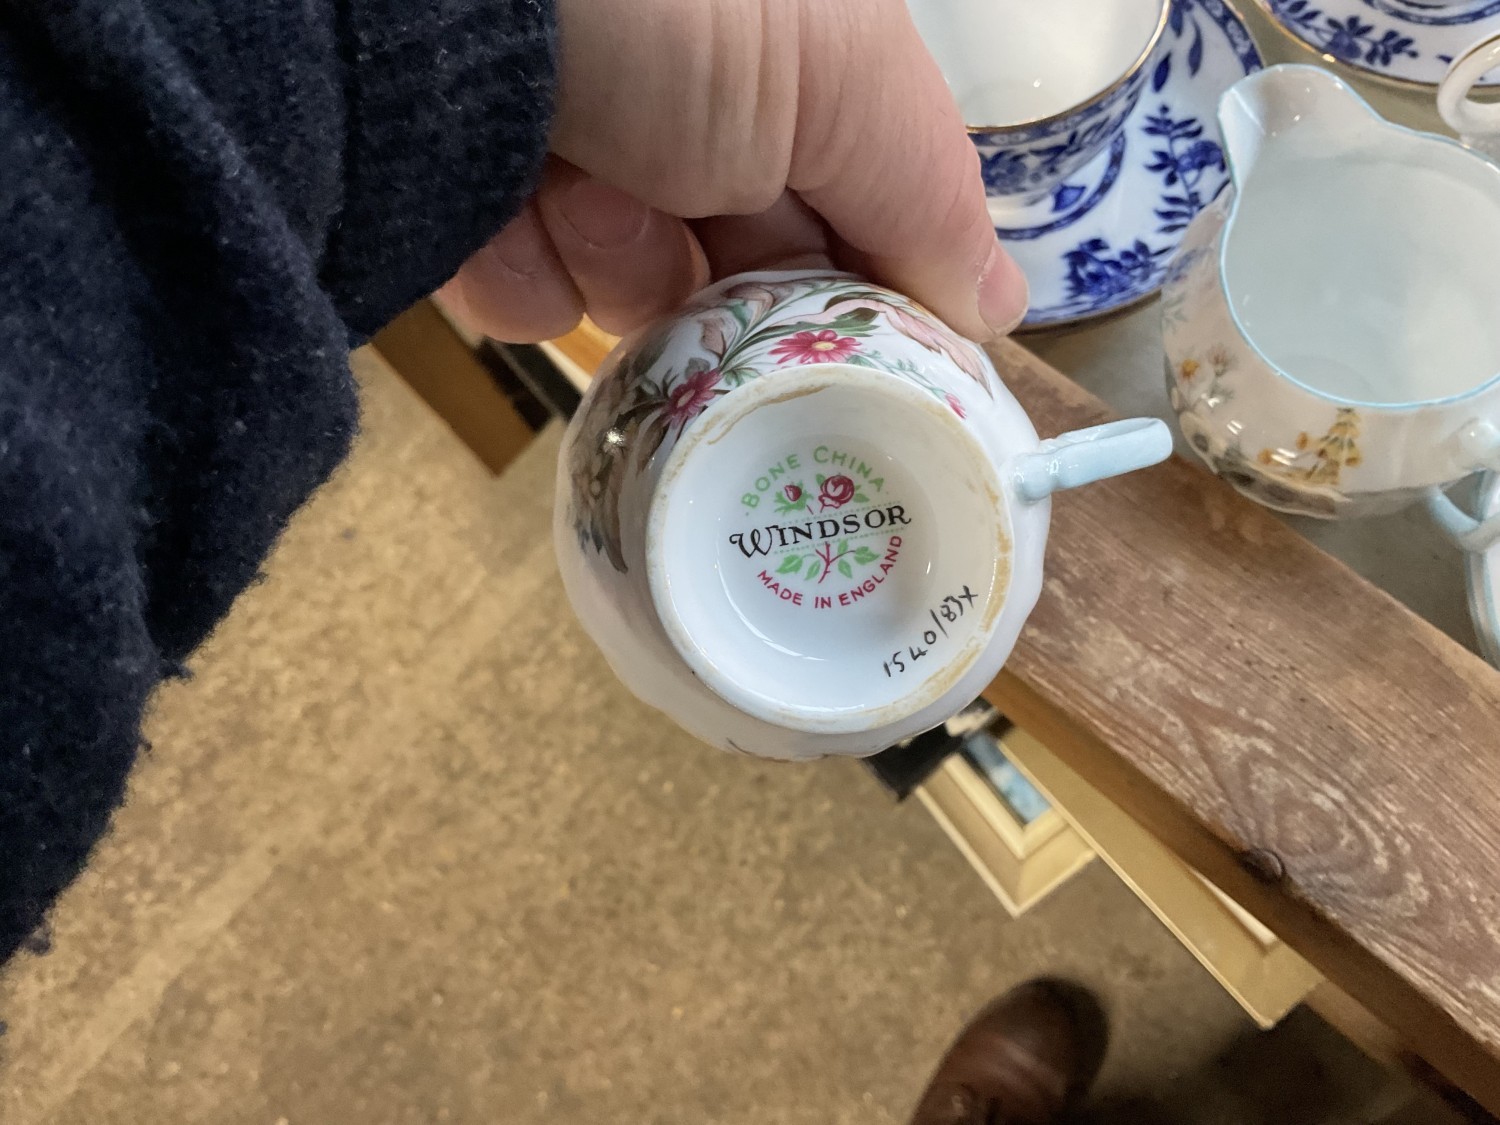 BONE CHINA
WINDSOR
MADE IN ENGLAND
1540/83X